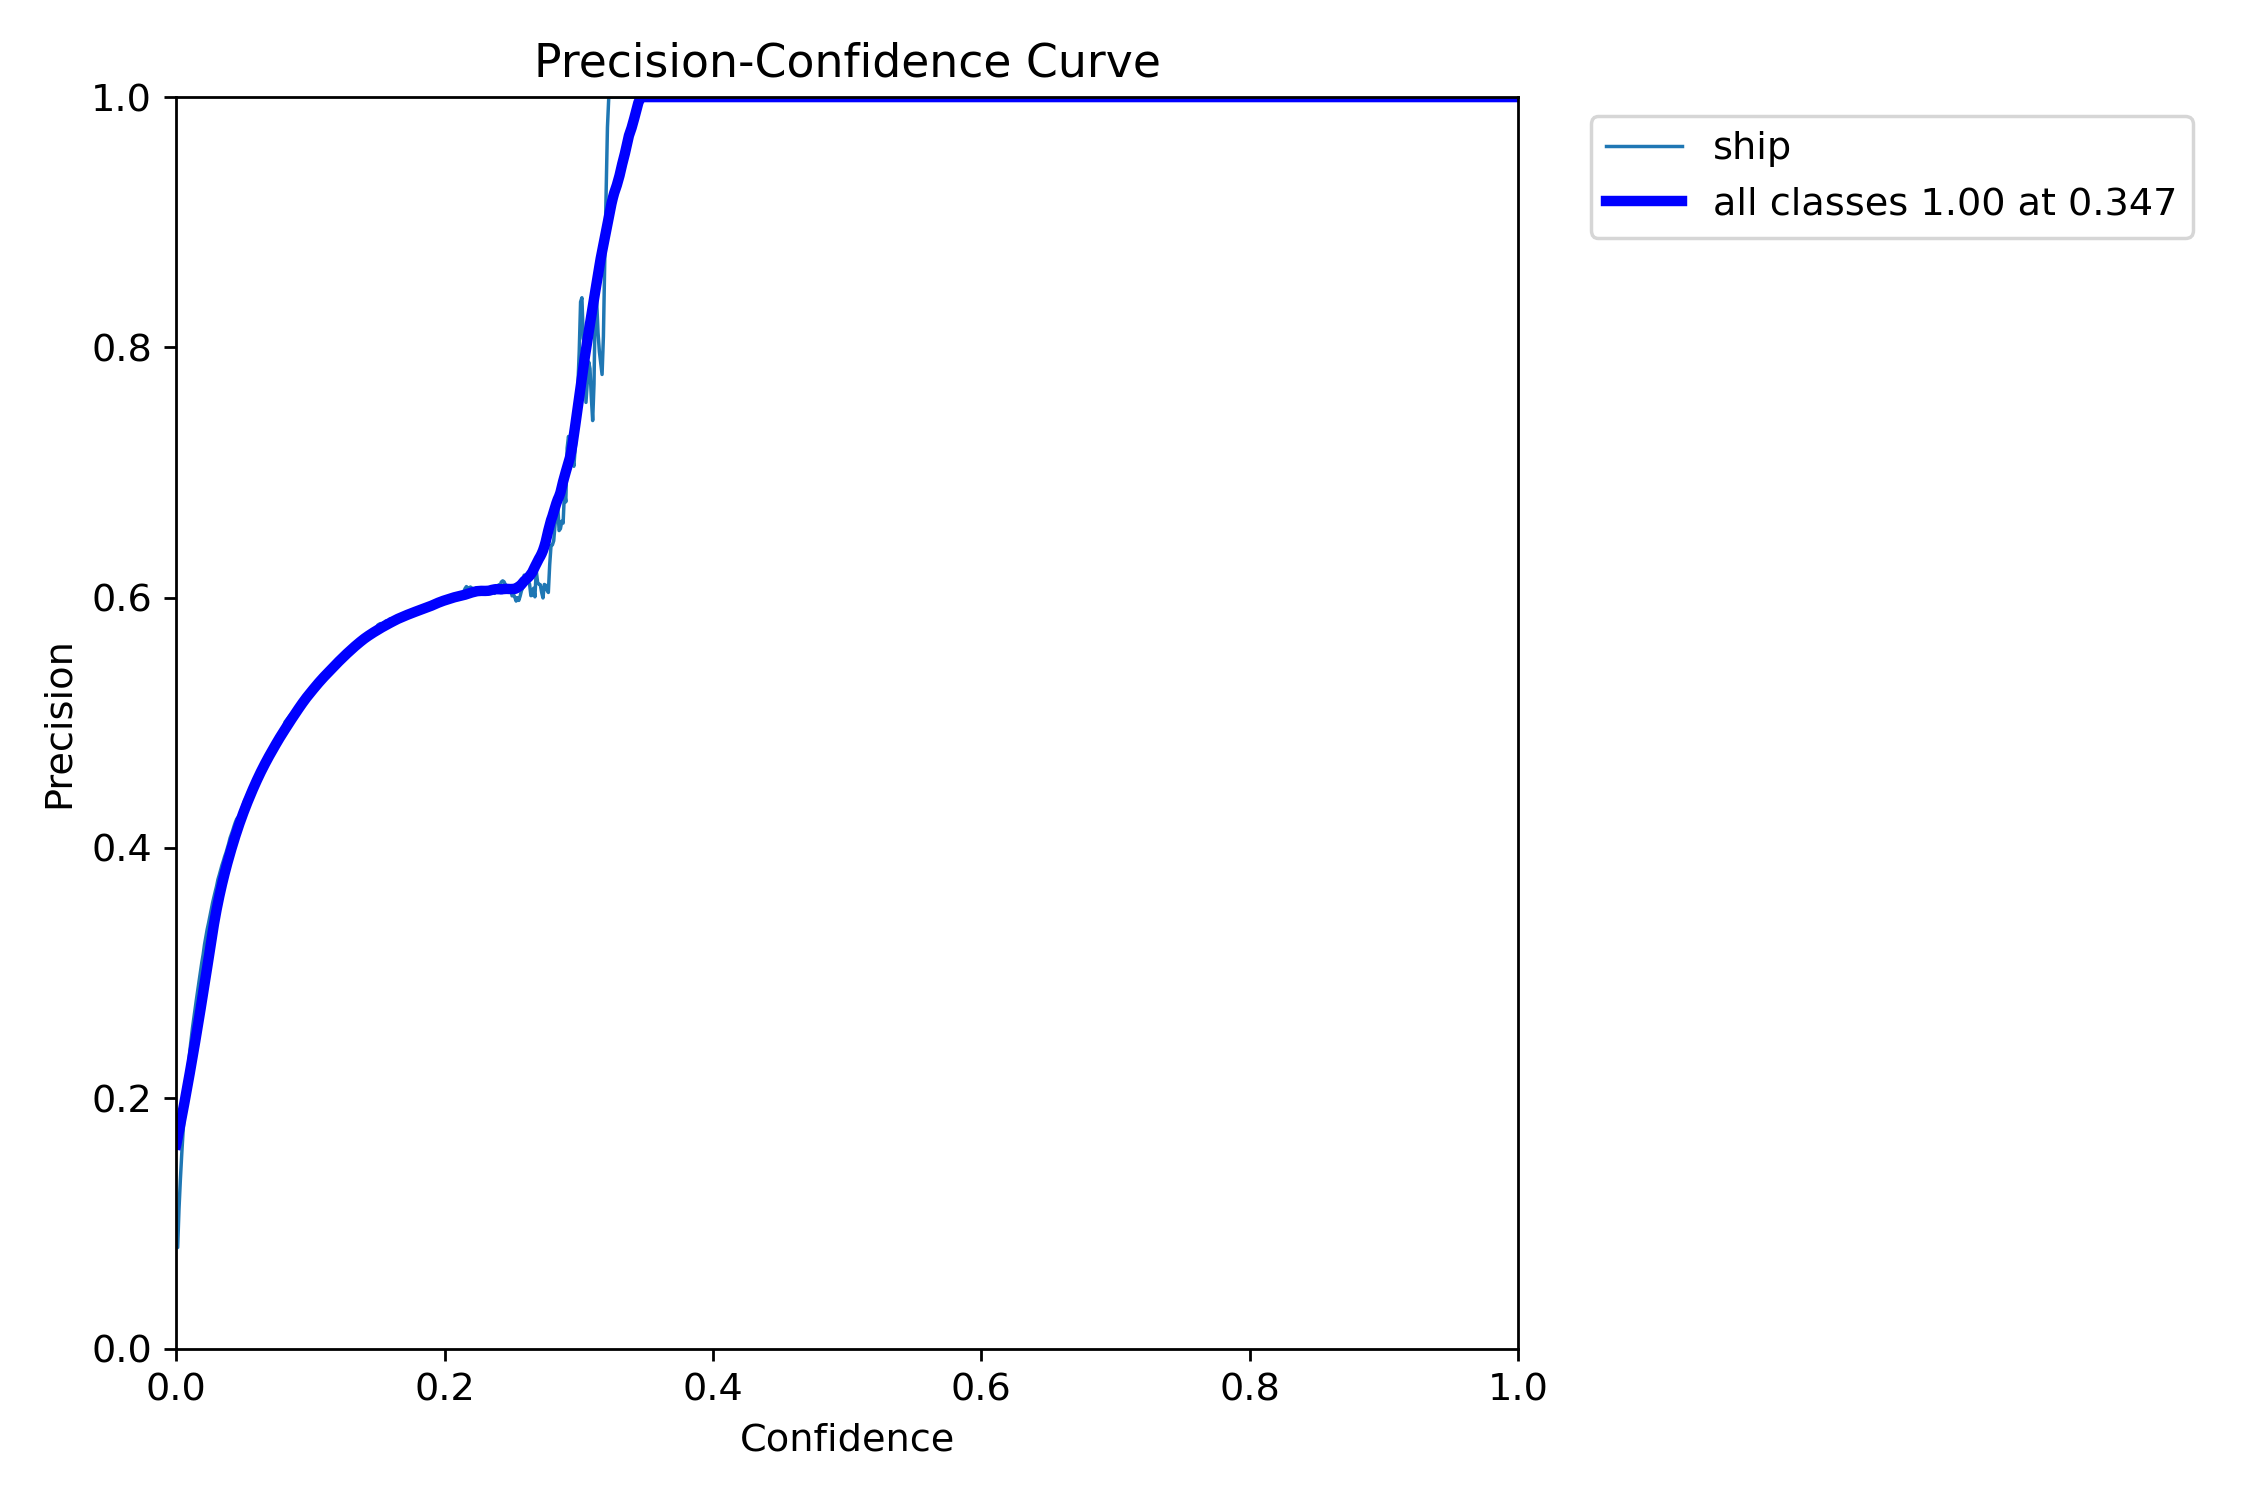 Precision-Confidence Curve
1.0
0.8
0.6
0.4
0.2
0.0
Precision
0.0 0.2 0.4 0.6 0.8 1.0
Confidence
ship
all classes 1.00 at 0.347